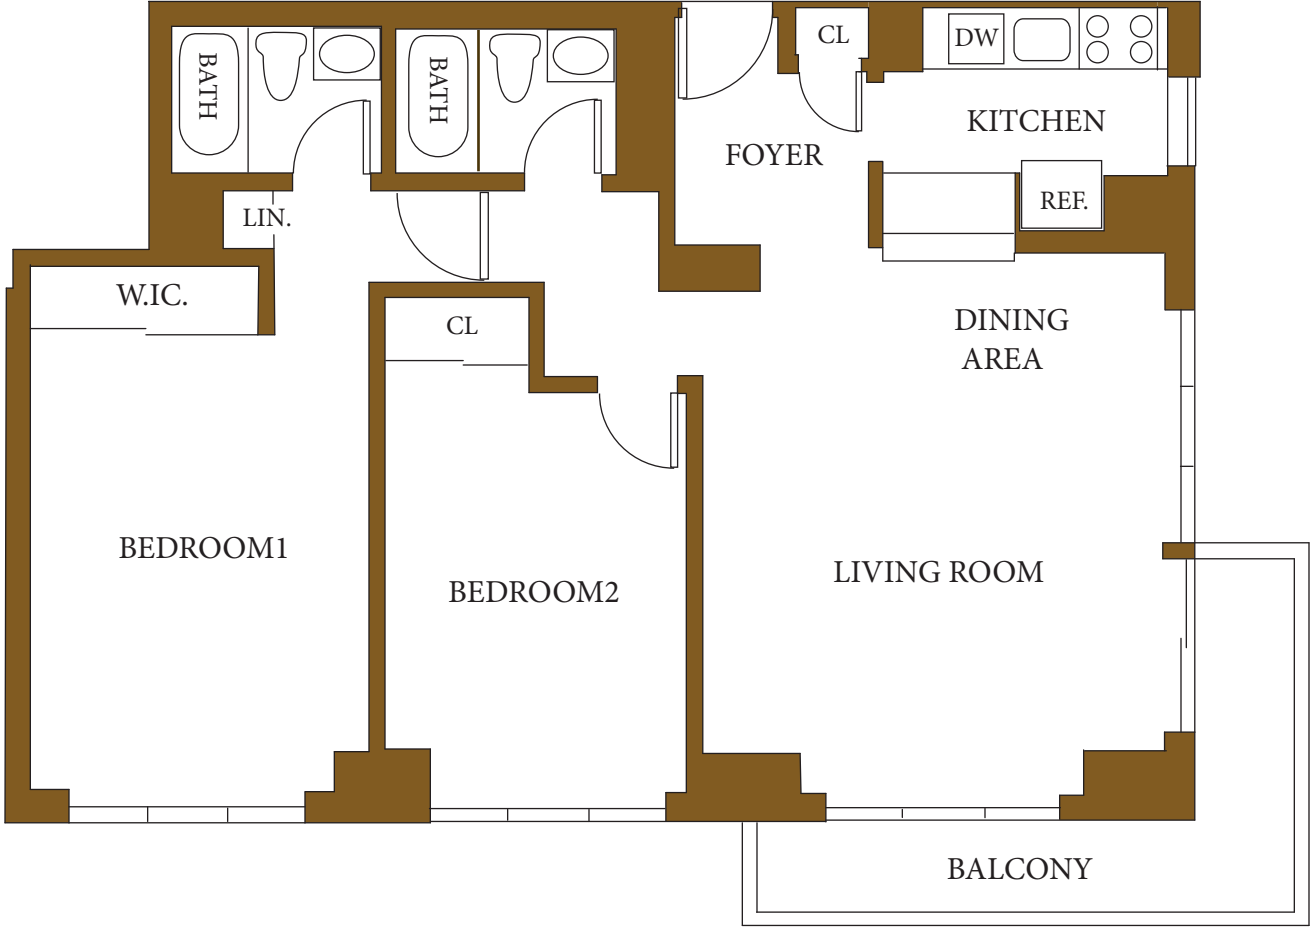 BATH
BATH
CL
DW
KITCHEN
FOYER
LIN.
REF.
W.IC.
CL
DINING
AREA
BEDROOM1
BEDROOM2
LIVING ROOM
BALCONY